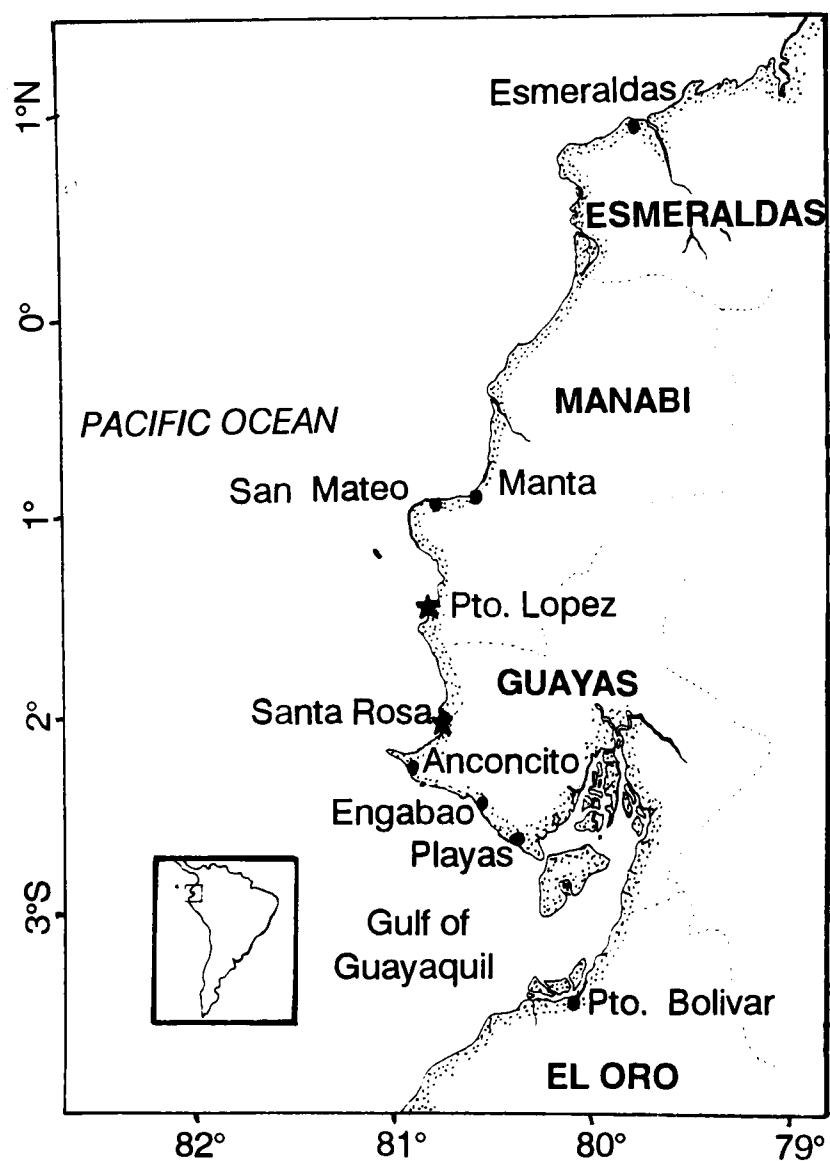 Esmeraldas
1°N
ESMERALDAS
0°
MANABI
PACIFIC OCEAN
San Mateo
Manta
1°
Pto. Lopez
GUAYAS
Santa Rosa
2°
Anconcito
Engabao
Playas
3°S
Gulf of
Guayaquil
Pto. Bolivar
EL ORO
82°
81°
80°
79°